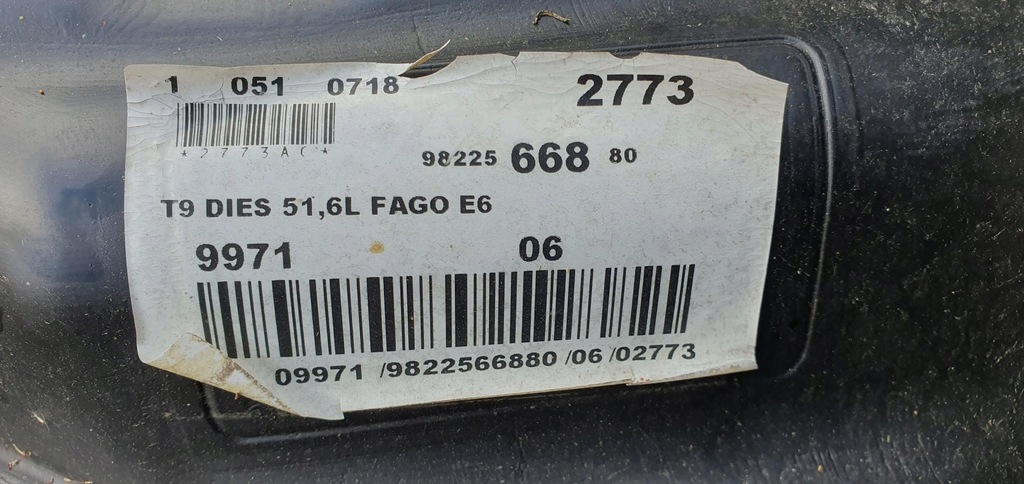 1 051 0718 2773
*2773AC*
98225 668 80
T9 DIES 51,6L FAGO E6
9971 06
09971 /9822566880 /06 /02773